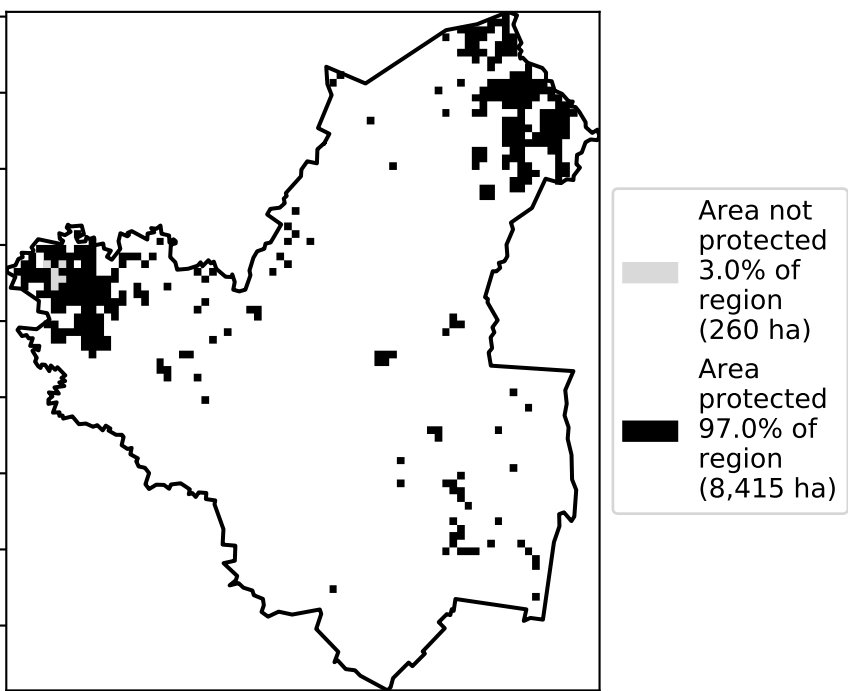 Area not
protected
3.0% of
region
(260 ha)
Area
protected
97.0% of
region
(8,415 ha)